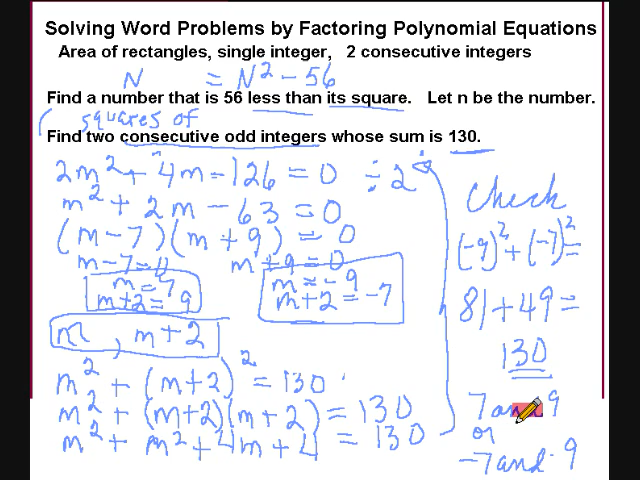 Solving Word Problems by Factoring Polynomial Equations
Area of rectangles, single integer, 2 consecutive integers
N = N² - 56
Find a number that is 56 less than its square. Let n be the number.
( squares of
Find two consecutive odd integers whose sum is 130.
2m² + 4m - 126 = 0 ÷ 2
m² + 2m - 63 = 0
(m - 7)(m + 9) = 0
m - 7 = 0 m + 9 = 0
m = 7 m = -9
m+2 = 9 m+2 = -7
m, m+2
m² + (m+2)² = 130
m² + (m+2)(m+2) = 130
m² + m² + 4m + 4 = 130
check
(-9)² + (-7)² =
81 + 49 =
130
7 and 9
or
-7 and -9